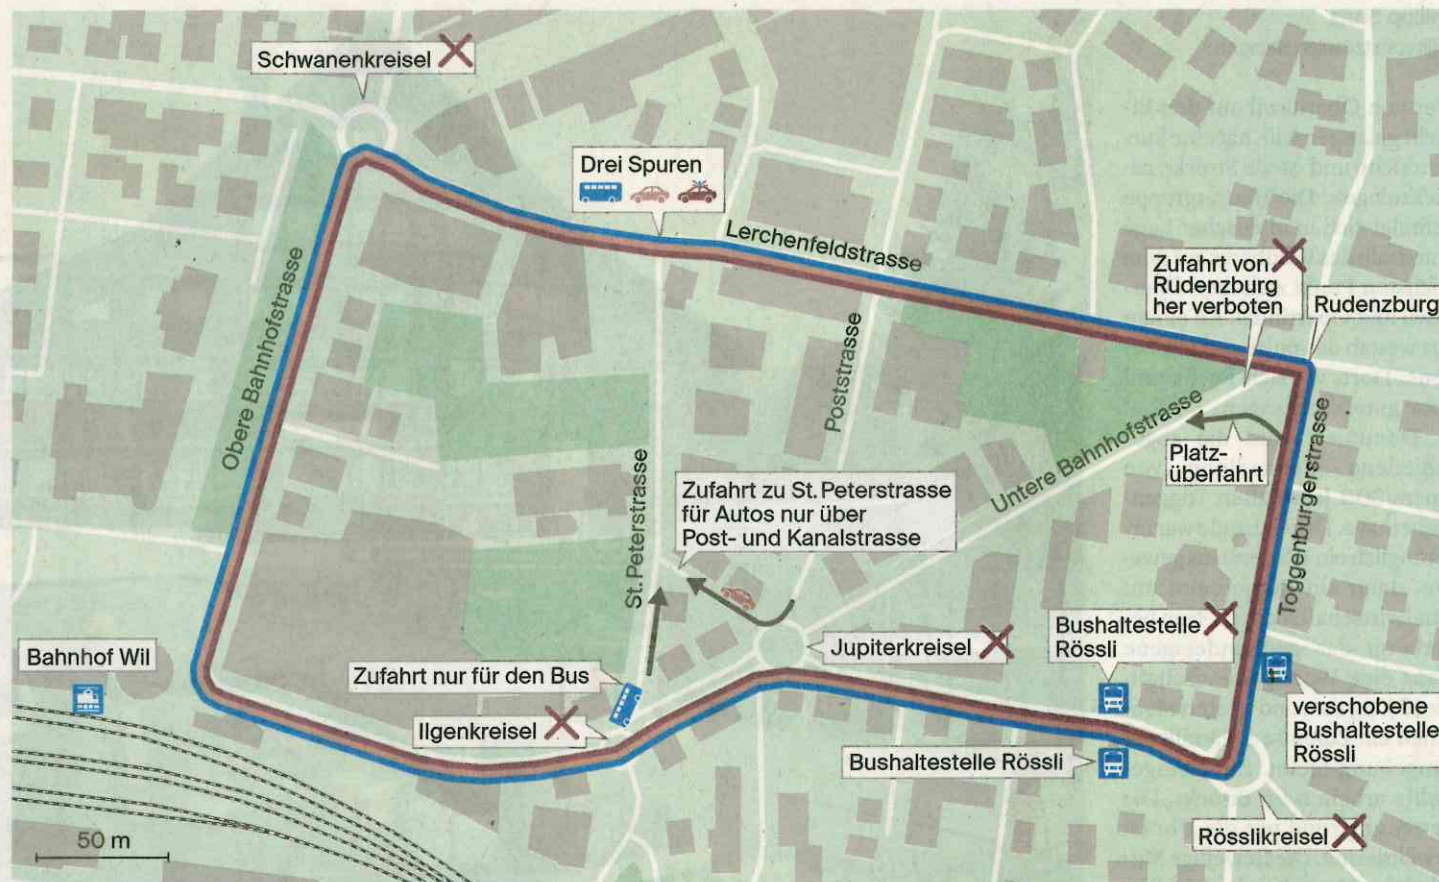 Schwanenkreisel
Drei Spuren
Lerchenfeldstrasse
Zufahrt von
Rudenzburg
her verboten
Rudenzburg
Obere Bahnhofstrasse
Poststrasse
Untere Bahnhofstrasse
Platz-
überfahrt
Toggenburgerstrasse
St. Peterstrasse
Zufahrt zu St. Peterstrasse
für Autos nur über
Post- und Kanalstrasse
Bahnhof Wil
Zufahrt nur für den Bus
Ilgenkreisel
Jupiterkreisel
Bushaltestelle
Rössli
Bushaltestelle Rössli
verschobene
Bushaltestelle
Rössli
Rösslikreisel
50 m